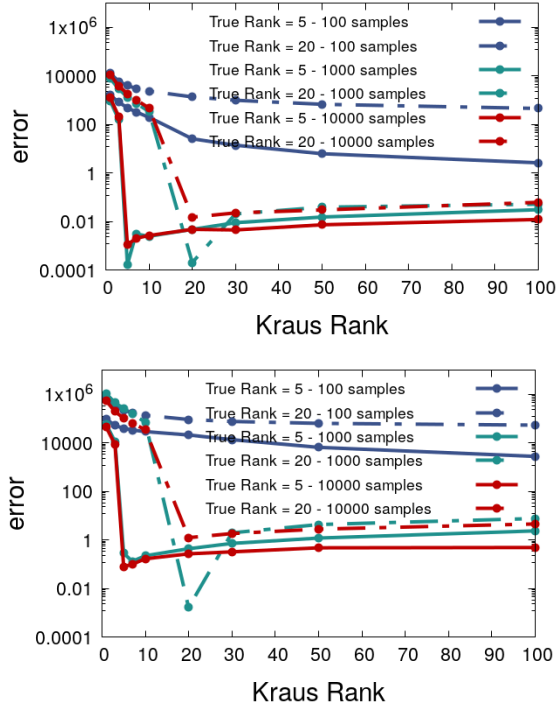 1×10⁶
10000
100
1
0.01
0.0001
error
True Rank = 5 - 100 samples
True Rank = 20 - 100 samples
True Rank = 5 - 1000 samples
True Rank = 20 - 1000 samples
True Rank = 5 - 10000 samples
True Rank = 20 - 10000 samples
0 10 20 30 40 50 60 70 80 90 100
Kraus Rank
1×10⁶
10000
100
1
0.01
0.0001
error
True Rank = 5 - 100 samples
True Rank = 20 - 100 samples
True Rank = 5 - 1000 samples
True Rank = 20 - 1000 samples
True Rank = 5 - 10000 samples
True Rank = 20 - 10000 samples
0 10 20 30 40 50 60 70 80 90 100
Kraus Rank